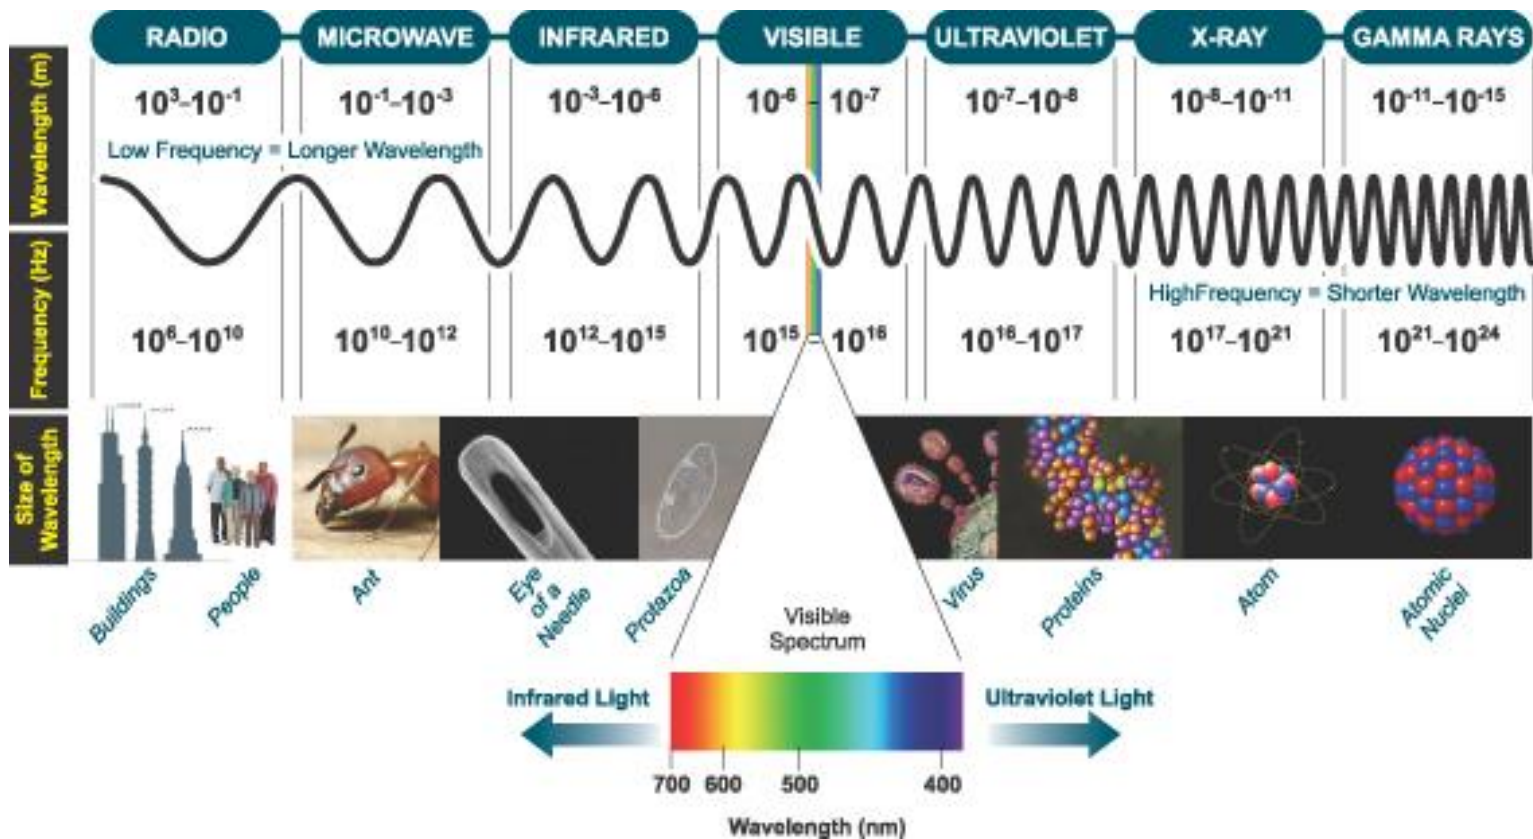 RADIO MICROWAVE INFRARED VISIBLE ULTRAVIOLET X-RAY GAMMA RAYS
Wavelength (m)
10³–10⁻¹ 10⁻¹–10⁻³ 10⁻³–10⁻⁶ 10⁻⁶ – 10⁻⁷ 10⁻⁷–10⁻⁸ 10⁻⁸–10⁻¹¹ 10⁻¹¹–10⁻¹⁵
Low Frequency = Longer Wavelength
HighFrequency = Shorter Wavelength
Frequency (Hz)
10⁶–10¹⁰ 10¹⁰–10¹² 10¹²–10¹⁵ 10¹⁵ – 10¹⁶ 10¹⁶–10¹⁷ 10¹⁷–10²¹ 10²¹–10²⁴
Size of
Wavelength
Buildings
People
Ant
Eye
of a
Needle
Protazoa
Virus
Proteins
Atom
Atomic
Nuclei
Visible
Spectrum
Infrared Light
Ultraviolet Light
700 600 500 400
Wavelength (nm)